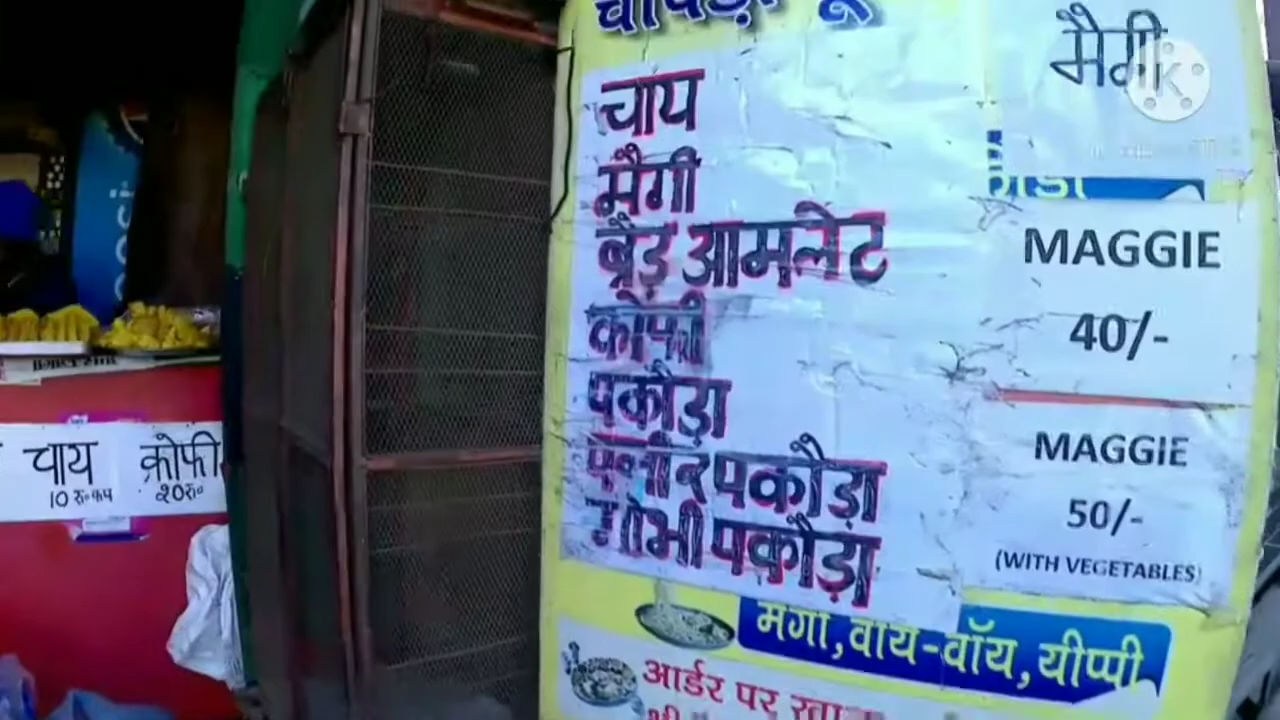 चाय
मैगी
ब्रेड आमलेट
कोफी
पकौड़ा
पनीर पकौड़ा
गोभी पकौड़ा
मैगी
MAGGIE
40/-
MAGGIE
50/-
(WITH VEGETABLES)
मैगी, वाय-वॉय, यीप्पी
आर्डर पर
चाय
10 रु॰ कप
क्रोफी
20रु॰